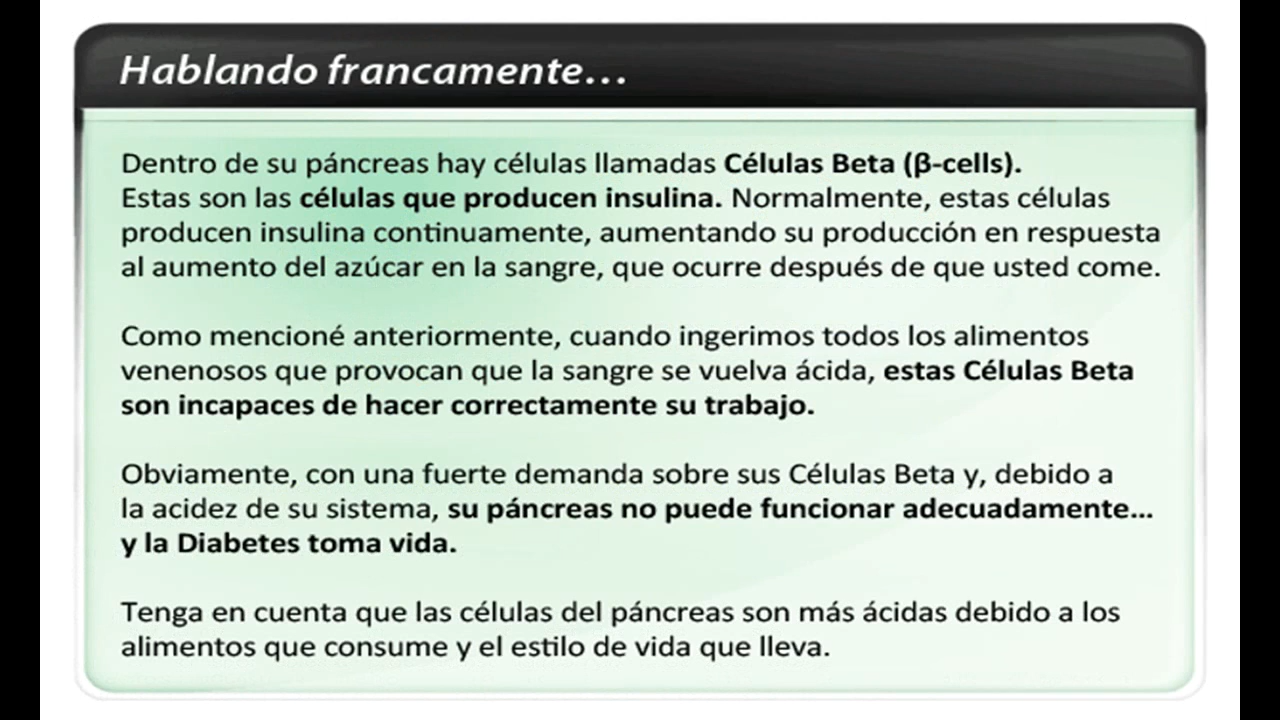 Hablando francamente...
Dentro de su páncreas hay células llamadas Células Beta (β-cells).
Estas son las células que producen insulina. Normalmente, estas células
producen insulina continuamente, aumentando su producción en respuesta
al aumento del azúcar en la sangre, que ocurre después de que usted come.
Como mencioné anteriormente, cuando ingerimos todos los alimentos
venenosos que provocan que la sangre se vuelva ácida, estas Células Beta
son incapaces de hacer correctamente su trabajo.
Obviamente, con una fuerte demanda sobre sus Células Beta y, debido a
la acidez de su sistema, su páncreas no puede funcionar adecuadamente...
y la Diabetes toma vida.
Tenga en cuenta que las células del páncreas son más ácidas debido a los
alimentos que consume y el estilo de vida que lleva.